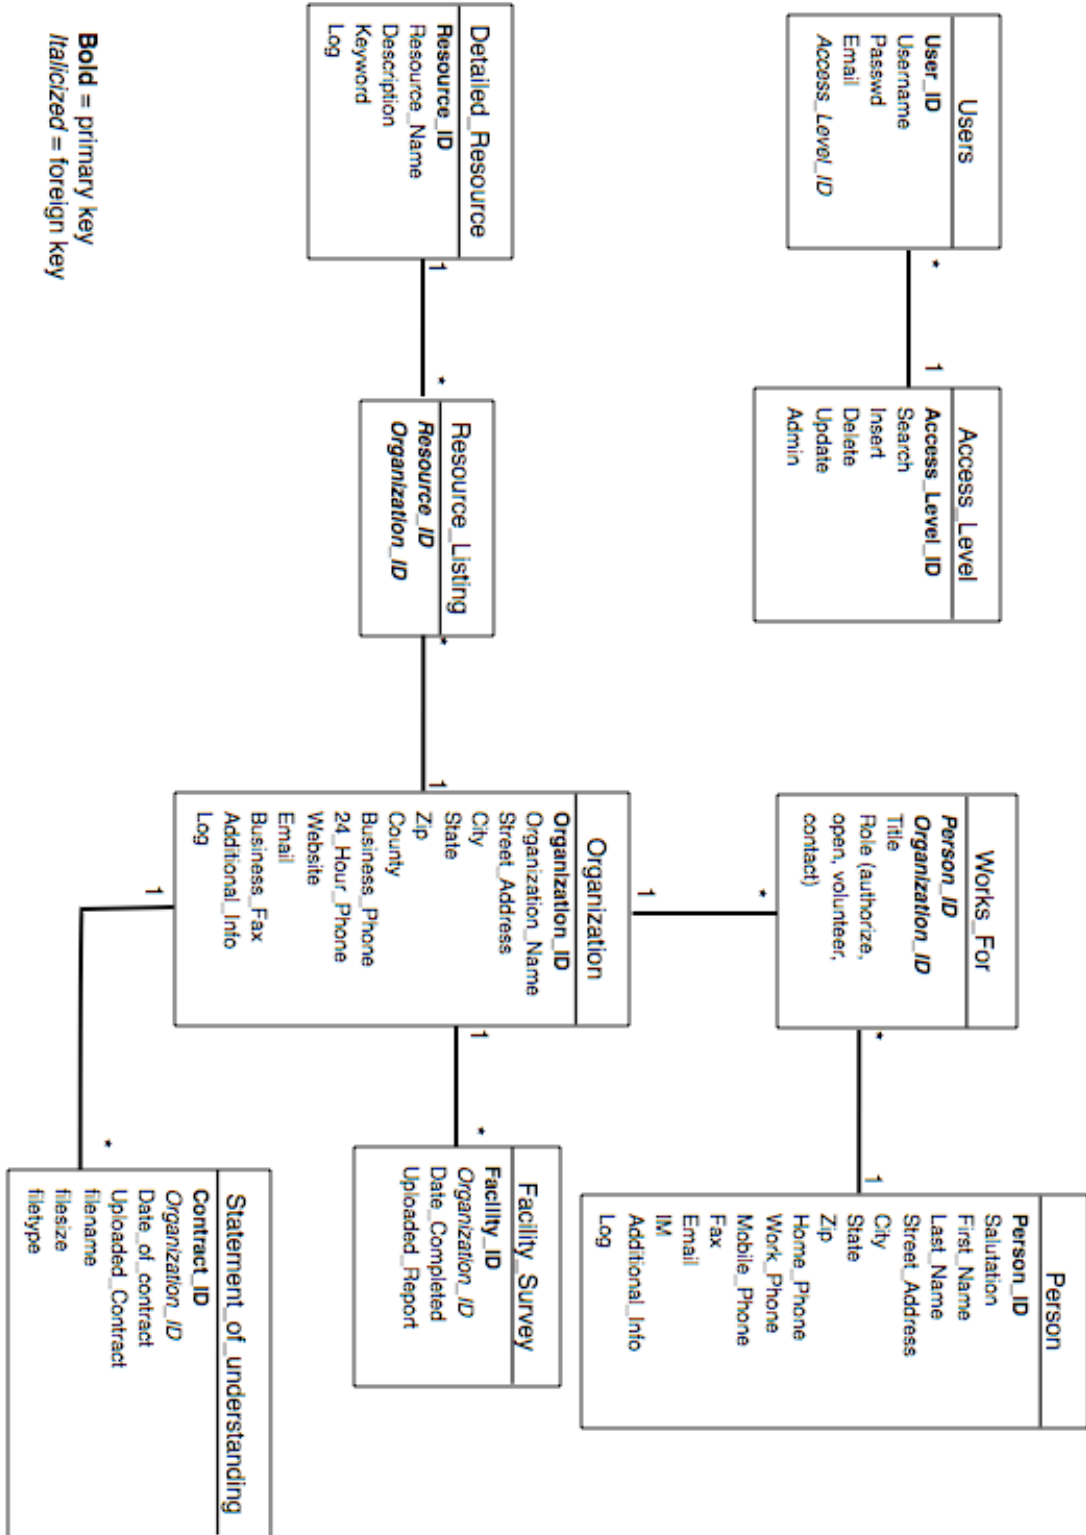 Users
User_ID
Username
Passwd
Email
Access_Level_ID
*
1
Access_Level
Access_Level_ID
Search
Insert
Delete
Update
Admin
Works_For
Person_ID
Organization_ID
Title
Role (authorize,
open, volunteer,
contact)
*
1
*
1
Person
Person_ID
Salutation
First_Name
Last_Name
Street_Address
City
State
Zip
Home_Phone
Work_Phone
Mobile_Phone
Fax
Email
IM
Additional_Info
Log
Detailed_Resource
Resource_ID
Resource_Name
Description
Keyword
Log
1
*
Resource_Listing
Resource_ID
Organization_ID
*
1
Organization
Organization_ID
Organization_Name
Street_Address
City
State
Zip
County
Business_Phone
24_Hour_Phone
Website
Email
Business_Fax
Additional_Info
Log
1
*
Facility_Survey
Facility_ID
Organization_ID
Date_Completed
Uploaded_Report
1
*
Statement_of_understanding
Contract_ID
Organization_ID
Date_of_contract
Uploaded_Contract
filename
filesize
filetype
Bold = primary key
Italicized = foreign key